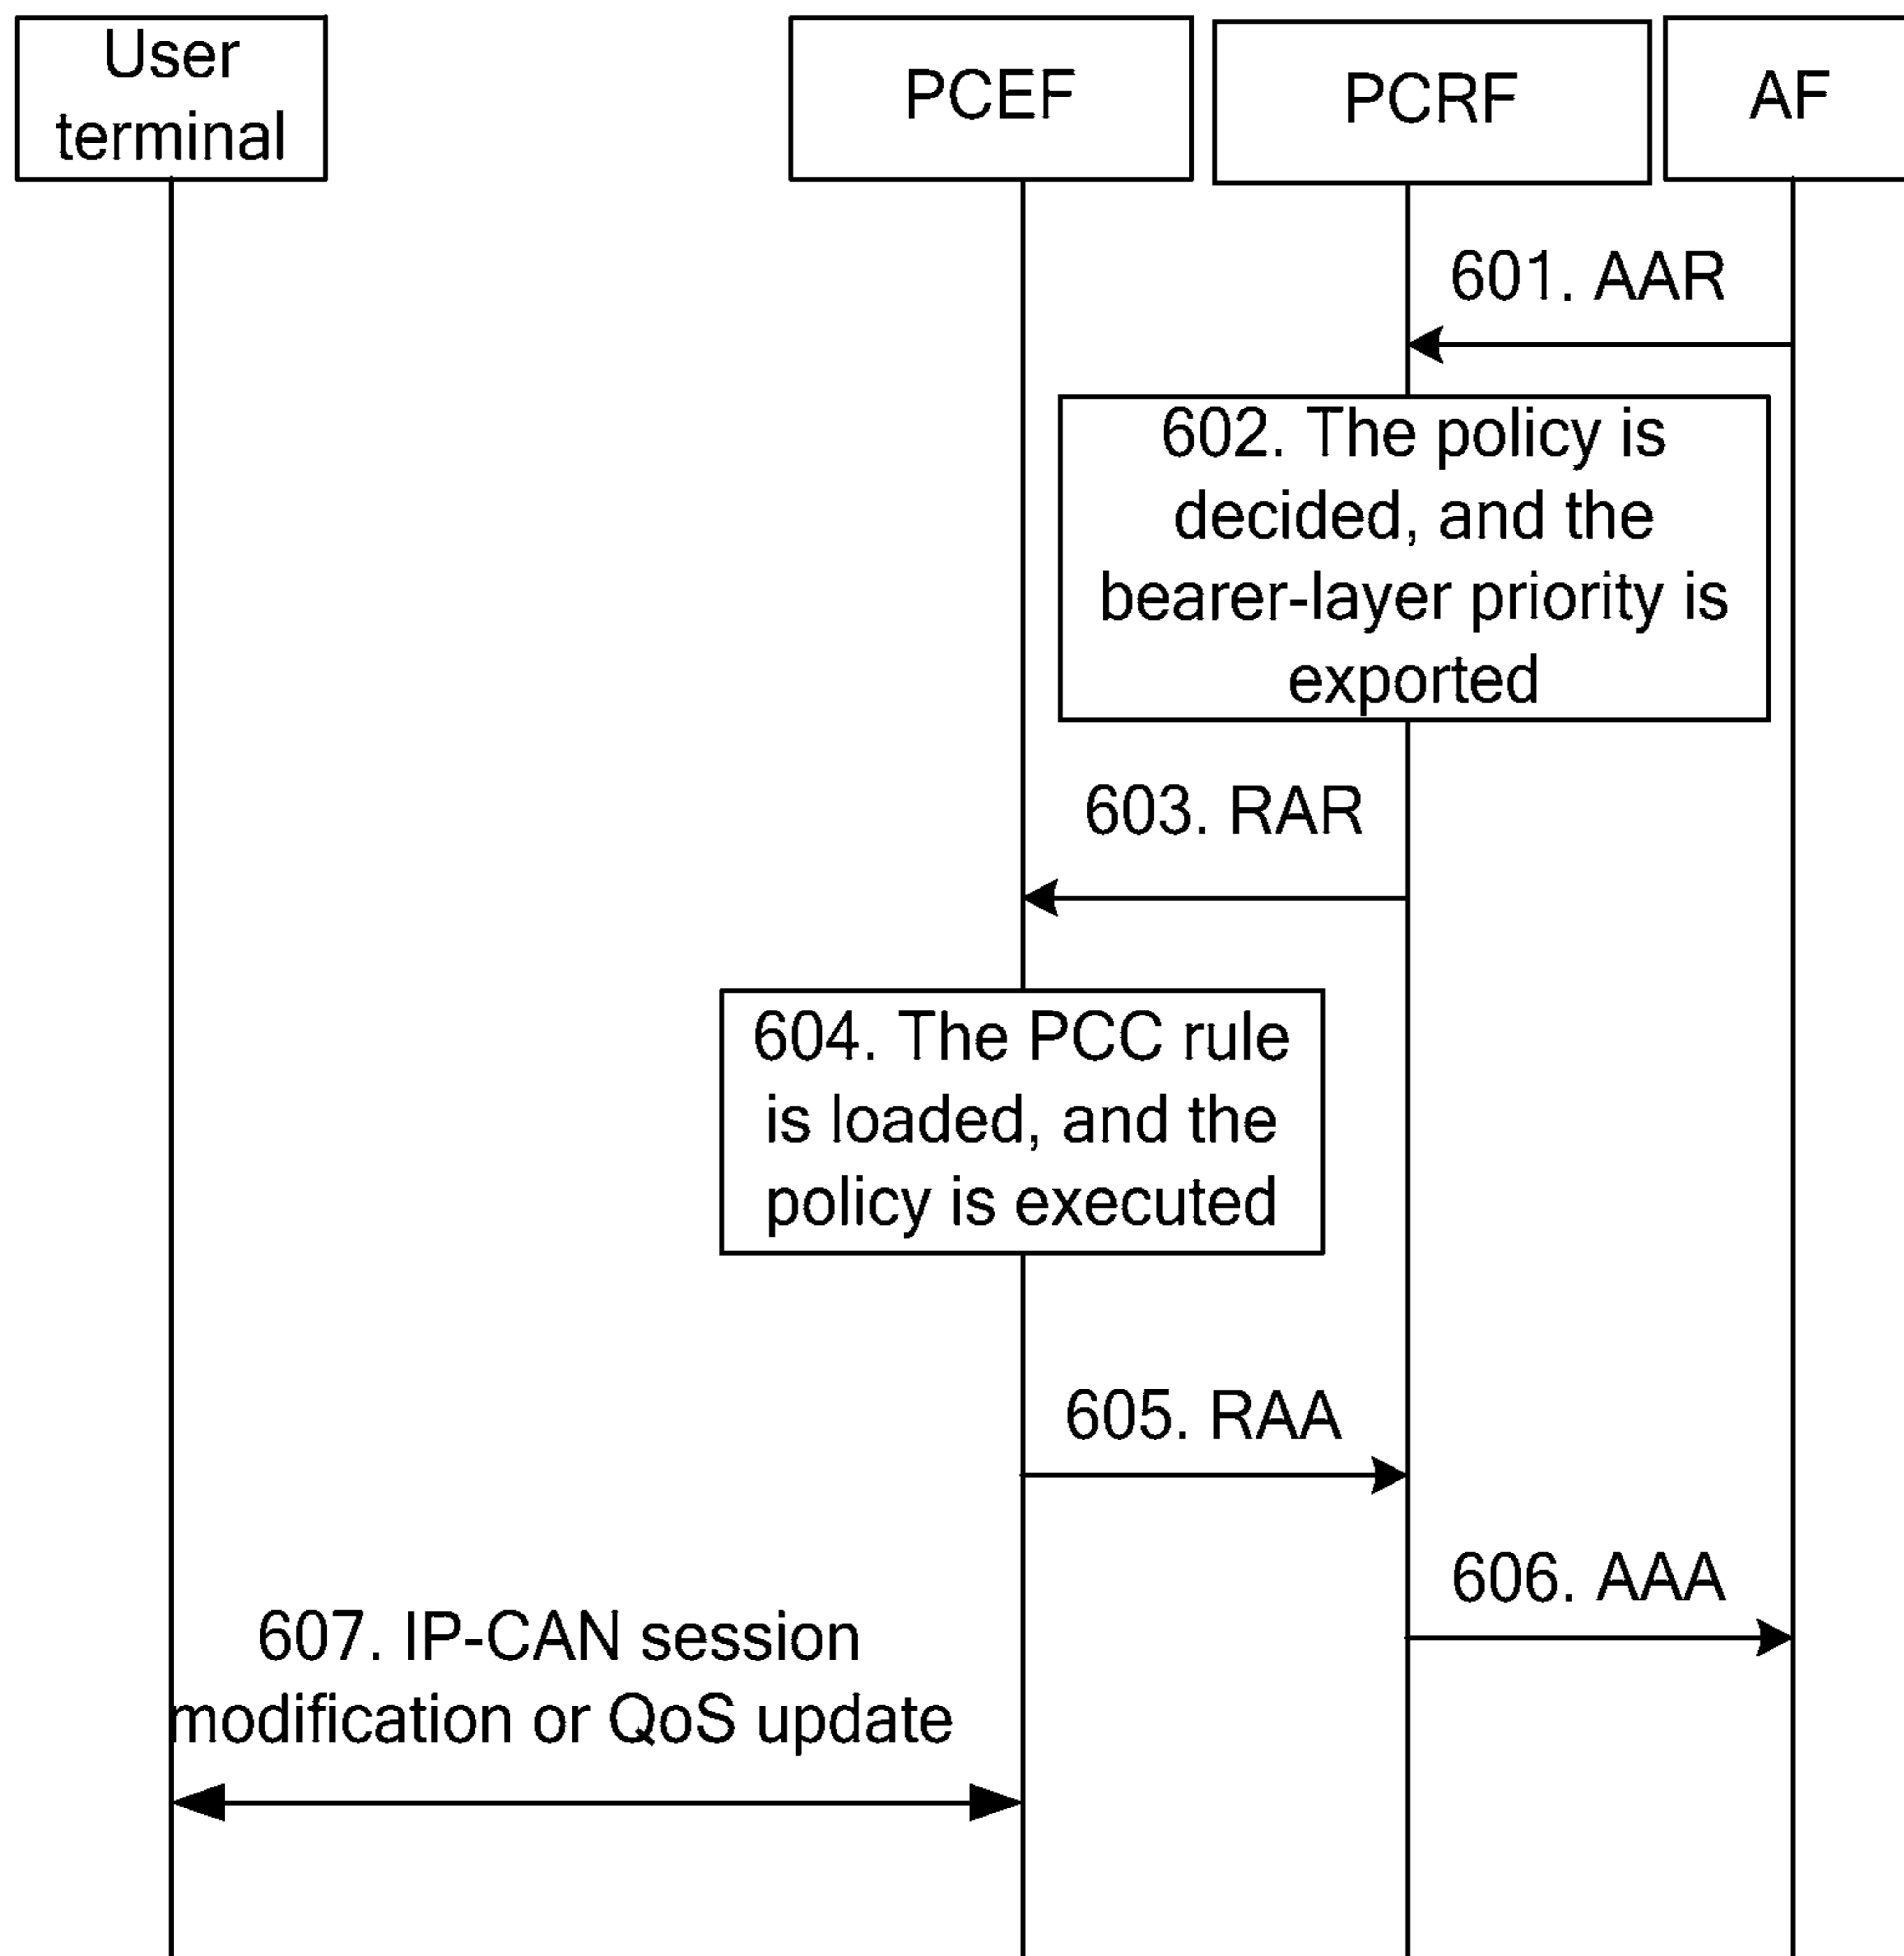 User
terminal
PCEF
PCRF
AF
601. AAR
602. The policy is
decided, and the
bearer-layer priority is
exported
603. RAR
604. The PCC rule
is loaded, and the
policy is executed
605. RAA
606. AAA
607. IP-CAN session
modification or QoS update